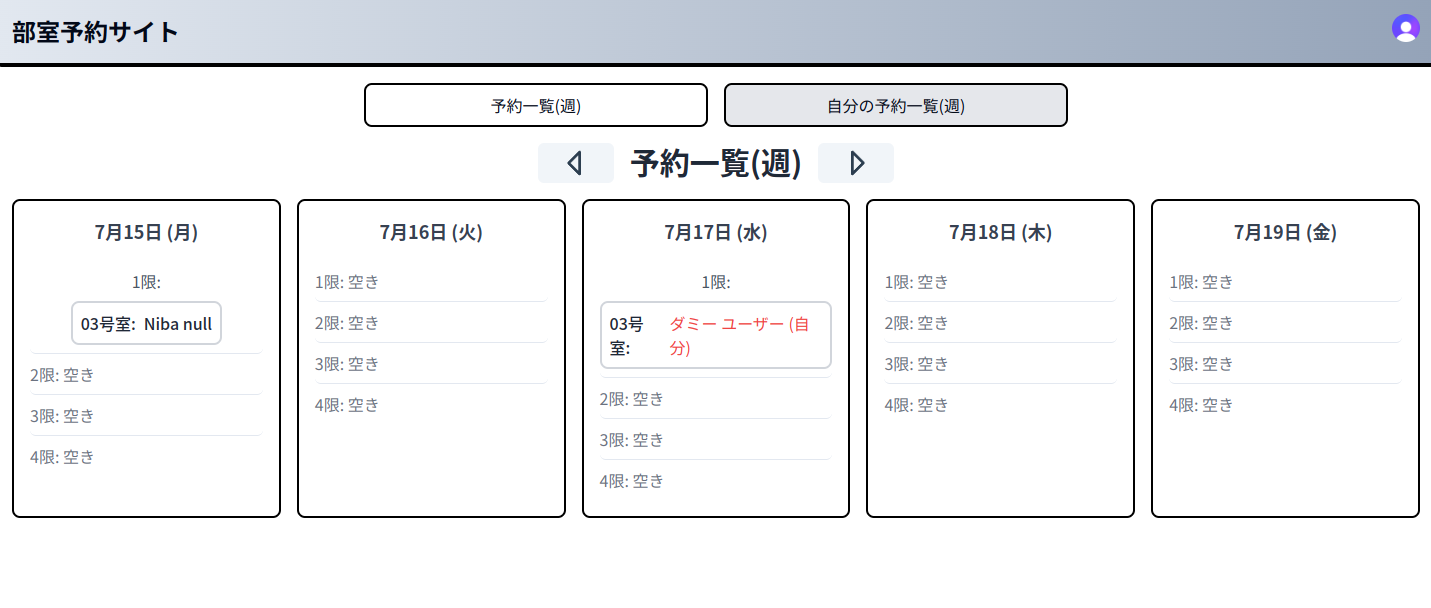 部室予約サイト
予約一覧(週)
自分の予約一覧(週)
予約一覧(週)
7月15日 (月)
1限:
03号室: Niba null
2限: 空き
3限: 空き
4限: 空き
7月16日 (火)
1限: 空き
2限: 空き
3限: 空き
4限: 空き
7月17日 (水)
1限:
03号
室:
ダミー ユーザー (自
分)
2限: 空き
3限: 空き
4限: 空き
7月18日 (木)
1限: 空き
2限: 空き
3限: 空き
4限: 空き
7月19日 (金)
1限: 空き
2限: 空き
3限: 空き
4限: 空き